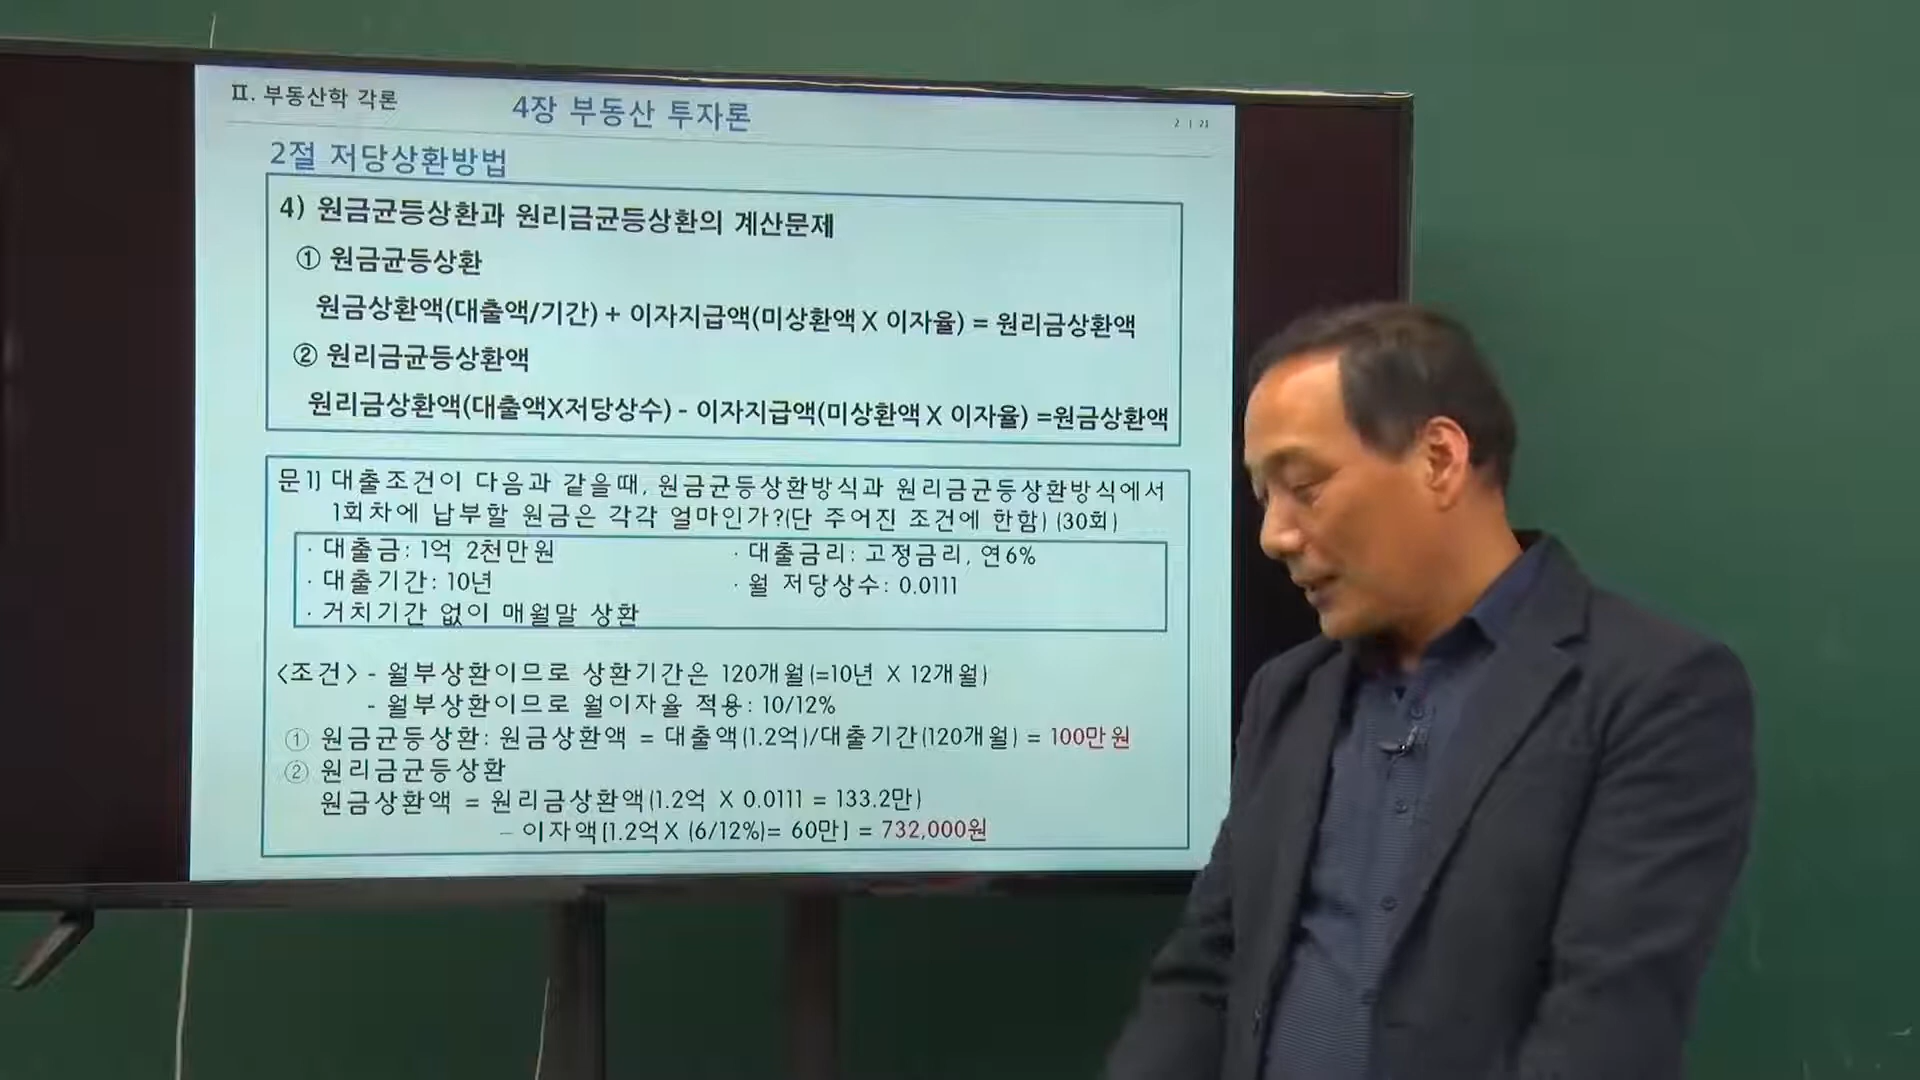 Ⅱ. 부동산학 각론
4장 부동산 투자론
2 | 21
2절 저당상환방법
4) 원금균등상환과 원리금균등상환의 계산문제
① 원금균등상환
원금상환액(대출액/기간) + 이자지급액(미상환액 X 이자율) = 원리금상환액
② 원리금균등상환액
원리금상환액(대출액X저당상수) - 이자지급액(미상환액 X 이자율) =원금상환액
문1) 대출조건이 다음과 같을때, 원금균등상환방식과 원리금균등상환방식에서
1회차에 납부할 원금은 각각 얼마인가?(단 주어진 조건에 한함) (30회)
· 대출금: 1억 2천만원
· 대출금리: 고정금리, 연6%
· 대출기간: 10년
· 월 저당상수: 0.0111
· 거치기간 없이 매월말 상환
<조건> - 월부상환이므로 상환기간은 120개월(=10년 X 12개월)
- 월부상환이므로 월이자율 적용: 10/12%
① 원금균등상환: 원금상환액 = 대출액(1.2억)/대출기간(120개월) = 100만원
② 원리금균등상환
원금상환액 = 원리금상환액(1.2억 X 0.0111 = 133.2만)
- 이자액[1.2억X (6/12%)= 60만] = 732,000원